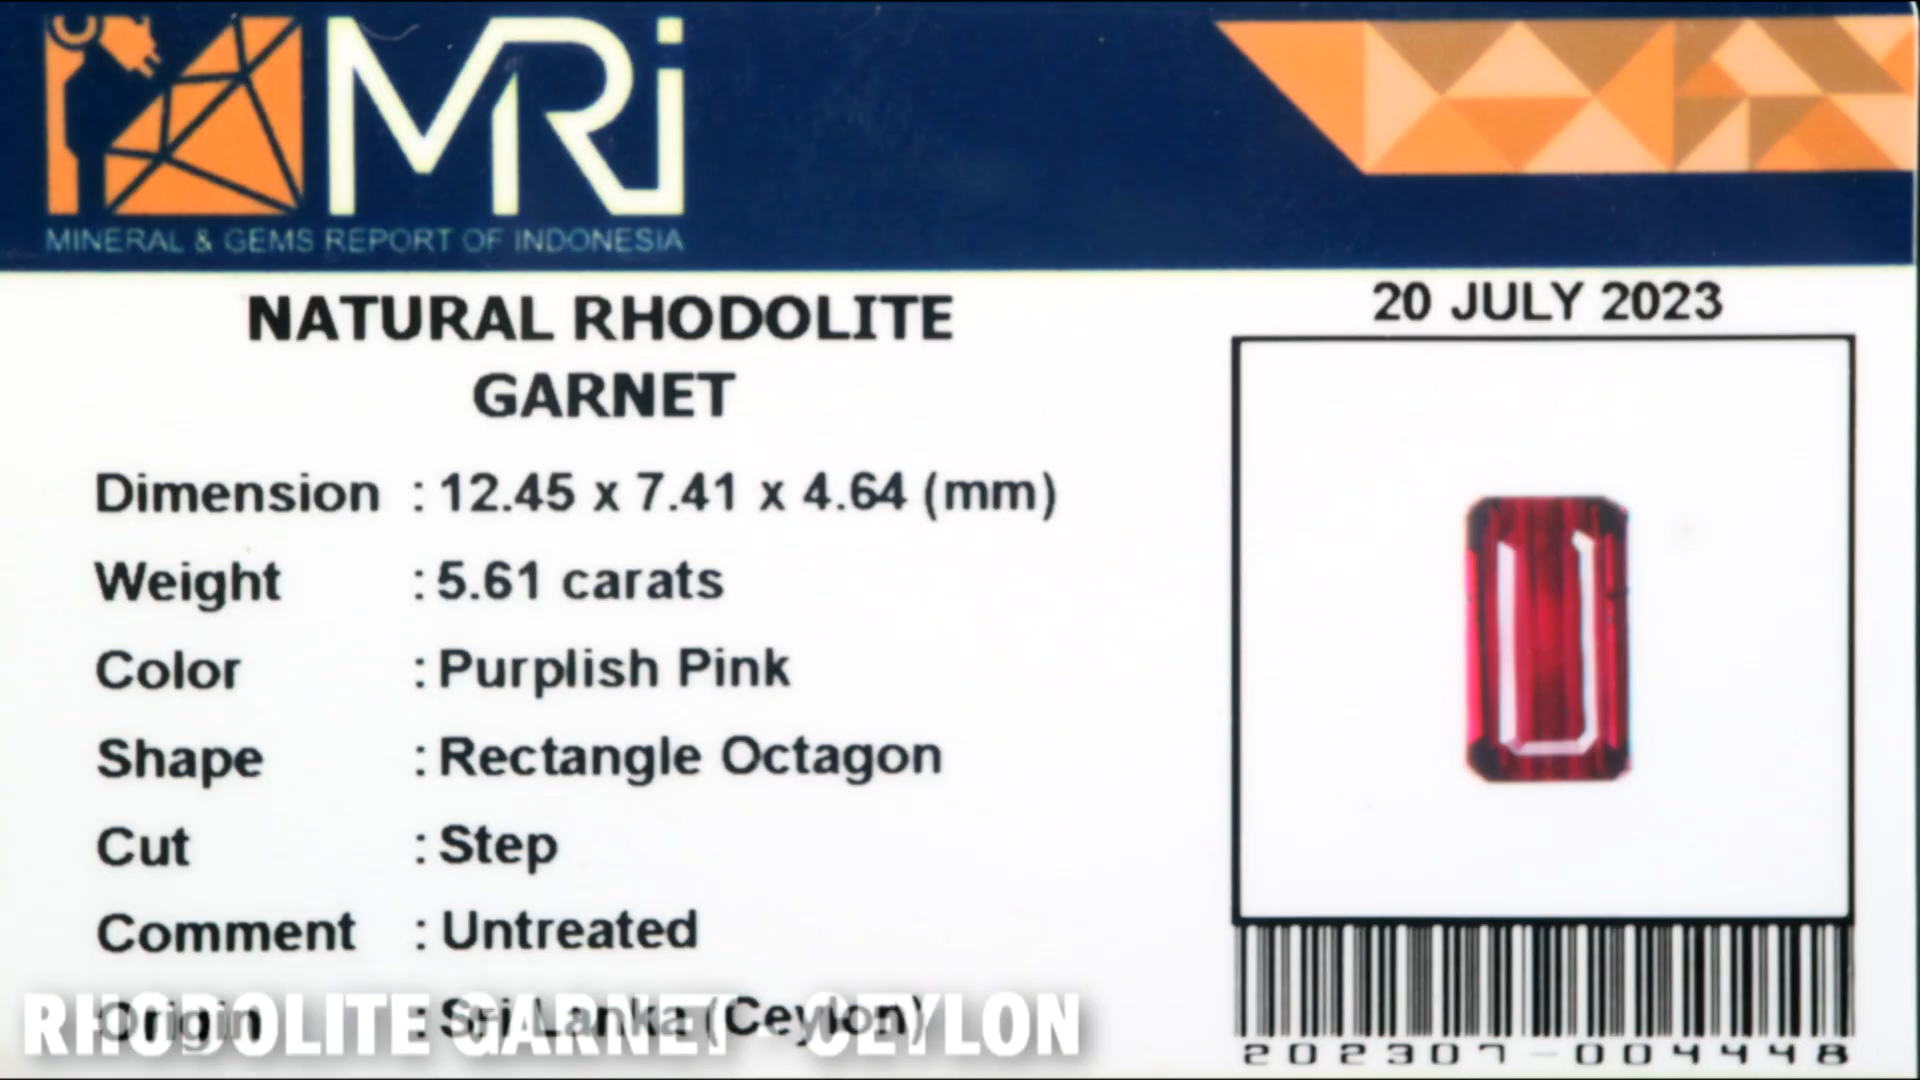 MRi
MINERAL & GEMS REPORT OF INDONESIA
20 JULY 2023
NATURAL RHODOLITE
GARNET
Dimension : 12.45 x 7.41 x 4.64 (mm)
Weight : 5.61 carats
Color : Purplish Pink
Shape : Rectangle Octagon
Cut : Step
Comment : Untreated
Origin : Sri Lanka (Ceylon)
RHODOLITE GARNET - CEYLON
202307-004448